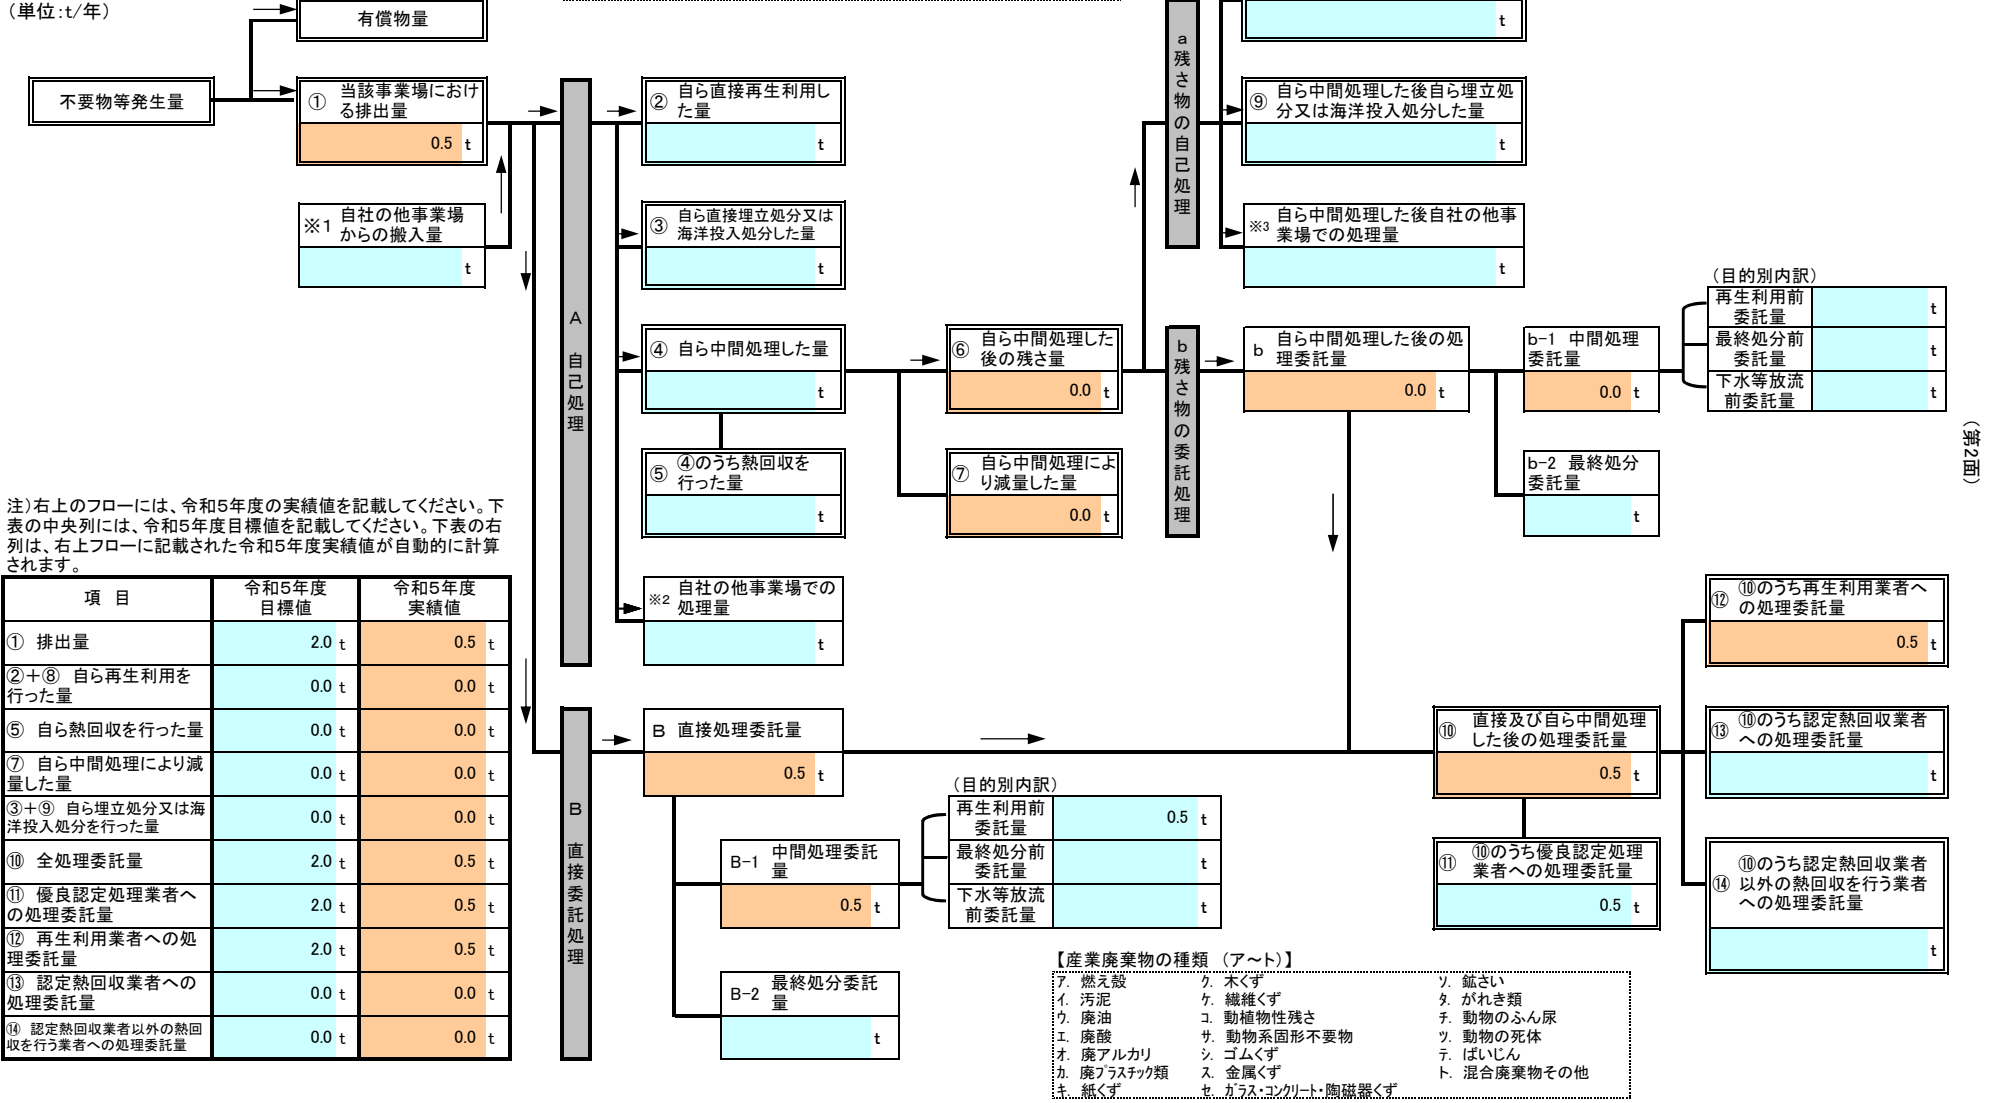 （単位：t/年）
有償物量
不要物等発生量
① 当該事業場におけ
る排出量
0.5 t
※1 自社の他事業場
からの搬入量
t
A 自己処理
② 自ら直接再生利用し
た量
t
③ 自ら直接埋立処分又は
海洋投入処分した量
t
④ 自ら中間処理した量
t
⑤ ④のうち熱回収を
行った量
t
※2 自社の他事業場での
処理量
t
⑥ 自ら中間処理した
後の残さ量
0.0 t
⑦ 自ら中間処理によ
り減量した量
0.0 t
a残さ物の自己処理
t
⑨ 自ら中間処理した後自ら埋立処
分又は海洋投入処分した量
t
※3 自ら中間処理した後自社の他事
業場での処理量
t
b残さ物の委託処理
b 自ら中間処理した後の処
理委託量
0.0 t
b-1 中間処理
委託量
0.0 t
（目的別内訳）
再生利用前
委託量
t
最終処分前
委託量
t
下水等放流
前委託量
t
b-2 最終処分
委託量
t
（第2面）
注）右上のフローには、令和5年度の実績値を記載してください。下
表の中央列には、令和5年度目標値を記載してください。下表の右
列は、右上フローに記載された令和5年度実績値が自動的に計算
されます。
項 目 令和5年度
目標値 令和5年度
実績値
① 排出量 2.0 t 0.5 t
②＋⑧ 自ら再生利用を
行った量 0.0 t 0.0 t
⑤ 自ら熱回収を行った量 0.0 t 0.0 t
⑦ 自ら中間処理により減
量した量 0.0 t 0.0 t
③＋⑨ 自ら埋立処分又は海
洋投入処分を行った量 0.0 t 0.0 t
⑩ 全処理委託量 2.0 t 0.5 t
⑪ 優良認定処理業者へ
の処理委託量 2.0 t 0.5 t
⑫ 再生利用業者への処
理委託量 2.0 t 0.5 t
⑬ 認定熱回収業者への
処理委託量 0.0 t 0.0 t
⑭ 認定熱回収業者以外の熱回
収を行う業者への処理委託量 0.0 t 0.0 t
B 直接委託処理
B 直接処理委託量
0.5 t
B-1 中間処理委託
量
0.5 t
B-2 最終処分委託
量
t
（目的別内訳）
再生利用前
委託量
0.5 t
最終処分前
委託量
t
下水等放流
前委託量
t
⑩ 直接及び自ら中間処理
した後の処理委託量
0.5 t
⑪ ⑩のうち優良認定処理
業者への処理委託量
0.5 t
⑫ ⑩のうち再生利用業者へ
の処理委託量
0.5 t
⑬ ⑩のうち認定熱回収業者
への処理委託量
t
⑭ ⑩のうち認定熱回収業者
以外の熱回収を行う業者
への処理委託量
t
【産業廃棄物の種類 （ア～ト）】
ア. 燃え殻
イ. 汚泥
ウ. 廃油
エ. 廃酸
オ. 廃アルカリ
カ. 廃プラスチック類
キ. 紙くず
ク. 木くず
ケ. 繊維くず
コ. 動植物性残さ
サ. 動物系固形不要物
シ. ゴムくず
ス. 金属くず
セ. ガラス・コンクリート・陶磁器くず
ソ. 鉱さい
タ. がれき類
チ. 動物のふん尿
ツ. 動物の死体
テ. ばいじん
ト. 混合廃棄物その他